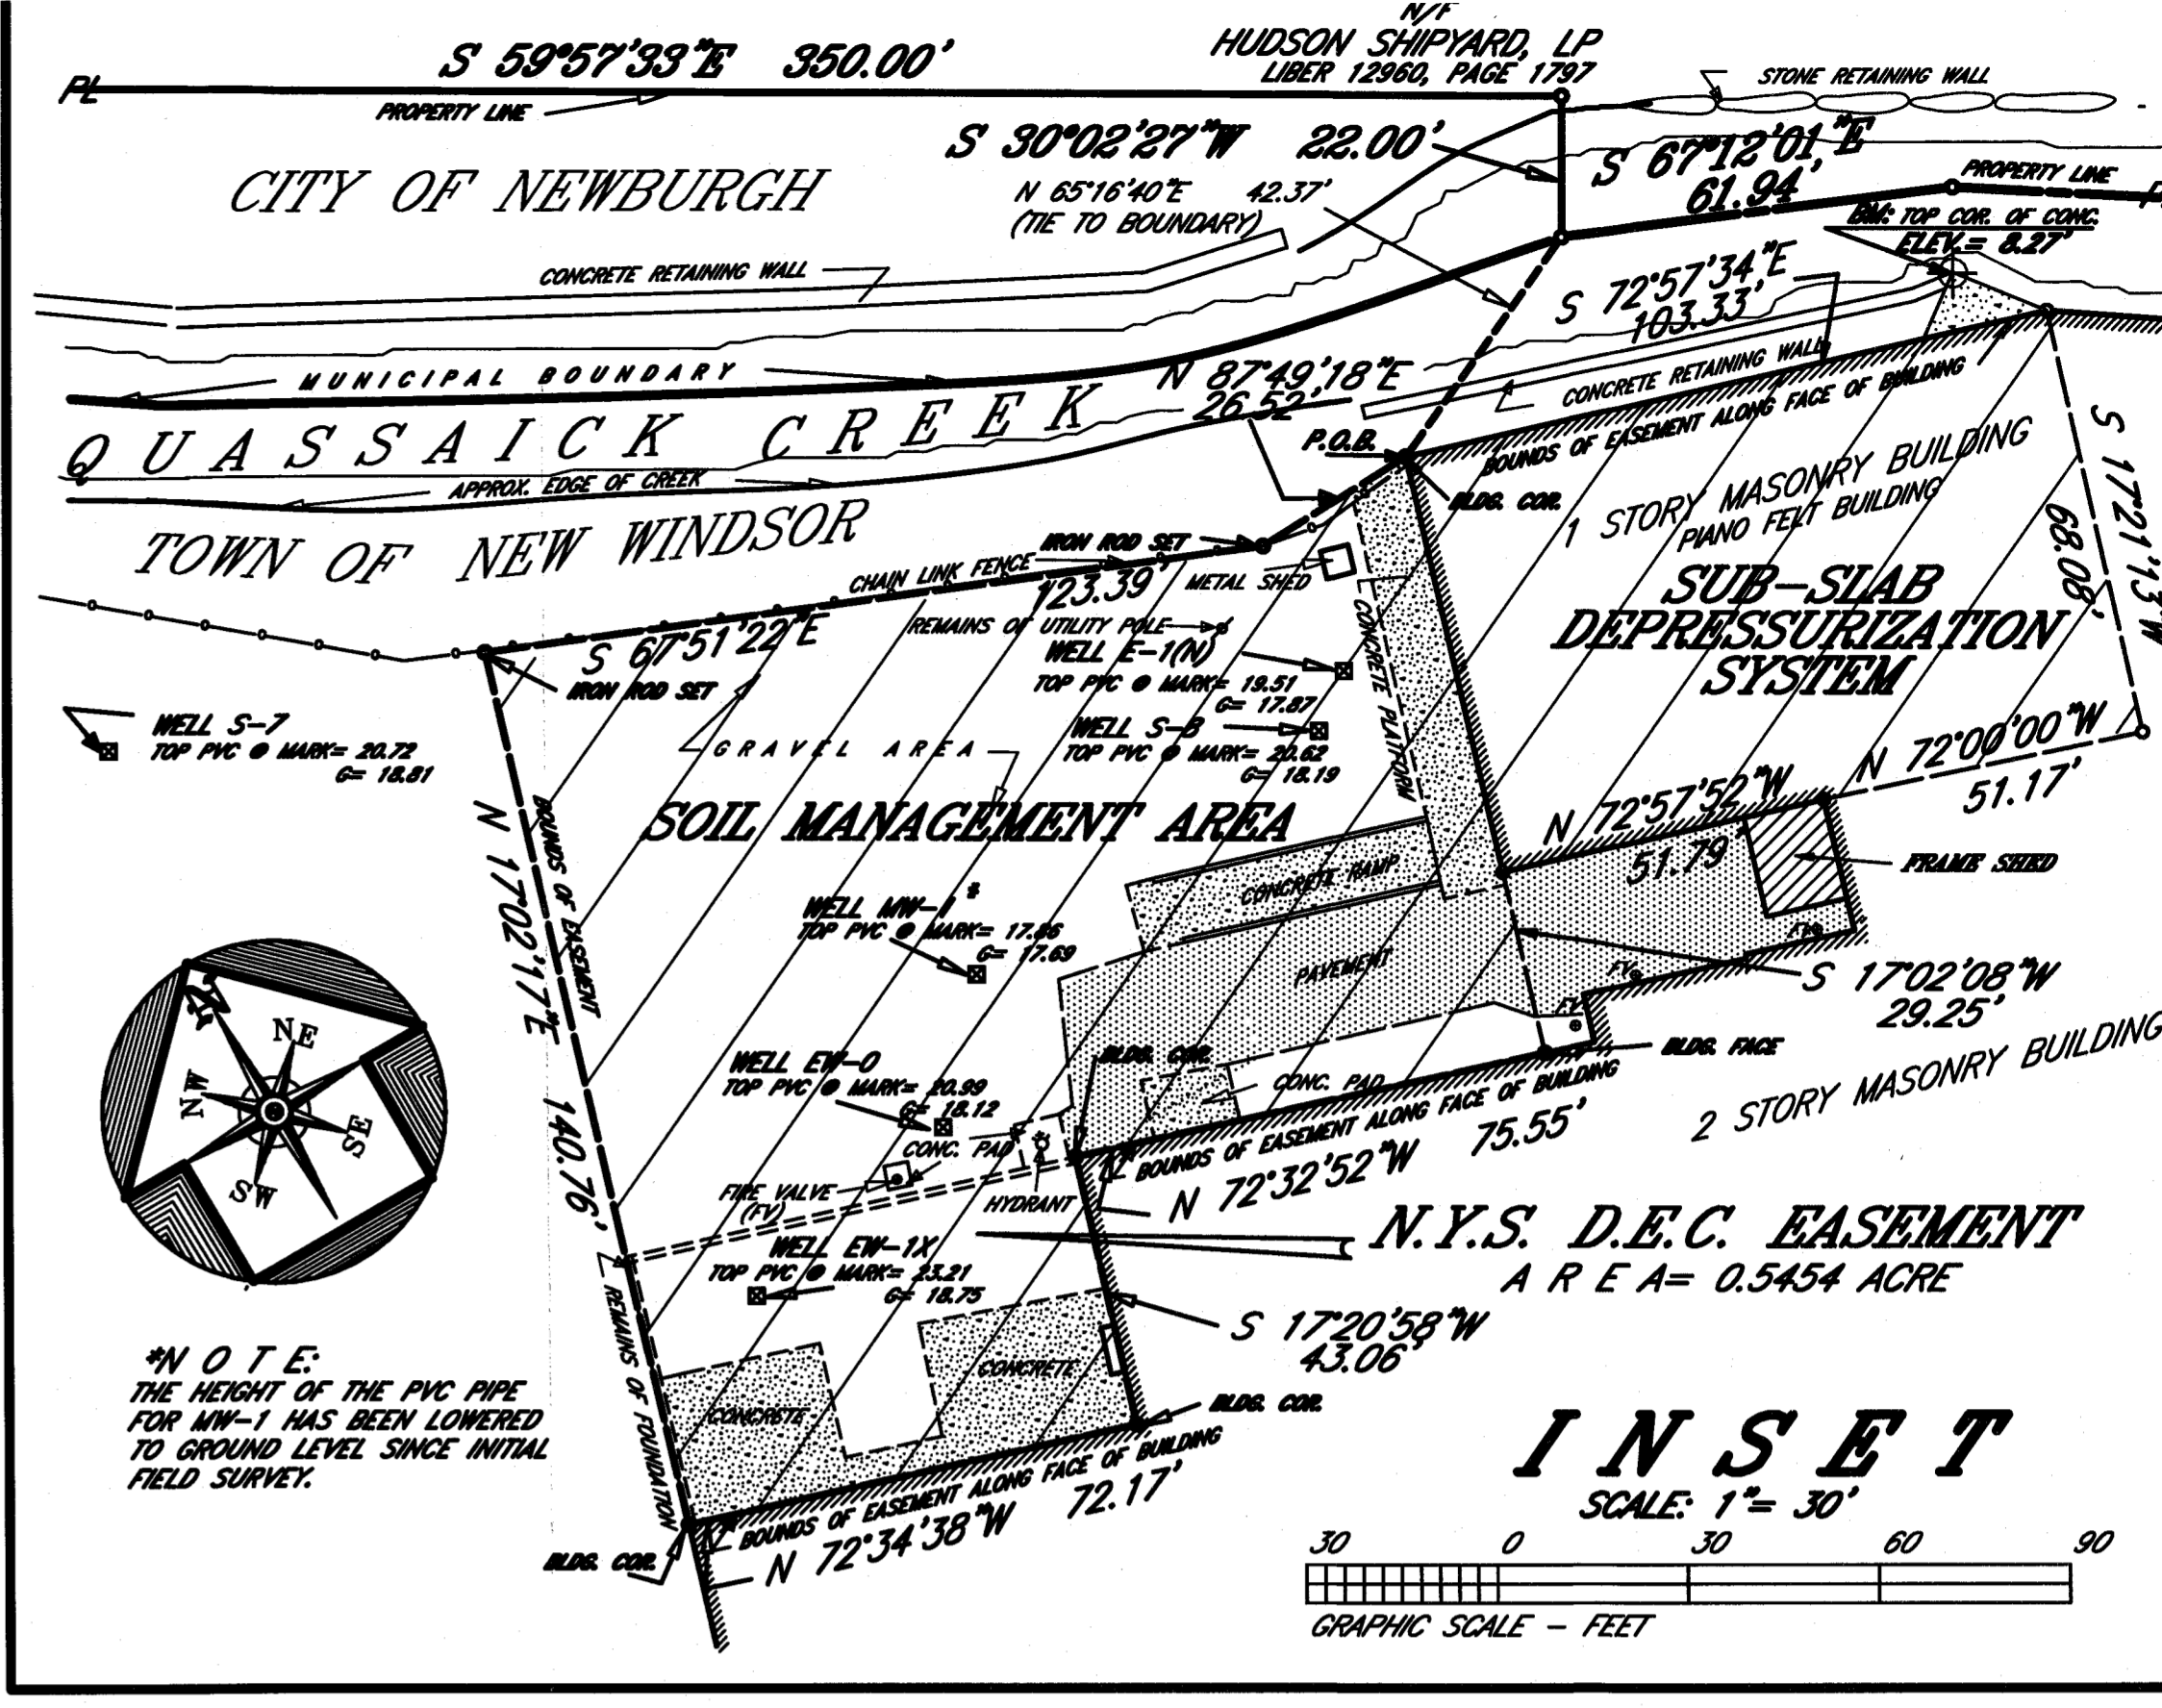 N/F
HUDSON SHIPYARD, LP
LIBER 12960, PAGE 1797
S 59°57'33"E 350.00'
PL
PROPERTY LINE
STONE RETAINING WALL
S 30°02'27"W 22.00'
S 67°12'01"E
61.94'
PROPERTY LINE
CITY OF NEWBURGH
N 65°16'40"E 42.37'
(TIE TO BOUNDARY)
BM: TOP COR. OF CONC.
ELEV.= 8.27'
CONCRETE RETAINING WALL
S 72°57'34"E
103.33'
MUNICIPAL BOUNDARY
N 87°49'18"E
26.52'
CONCRETE RETAINING WALL
BOUNDS OF EASEMENT ALONG FACE OF BUILDING
QUASSAICK CREEK
P.O.B.
APPROX. EDGE OF CREEK
BLDG. COR.
1 STORY MASONRY BUILDING
PIANO FELT BUILDING
S 17°21'13"W
68.08'
TOWN OF NEW WINDSOR
IRON ROD SET
CHAIN LINK FENCE
123.39'
METAL SHED
S 67°51'22"E
REMAINS OF UTILITY POLE
CONCRETE PLATFORM
SUB-SLAB
DEPRESSURIZATION
SYSTEM
IRON ROD SET
WELL E-1(N)
TOP PVC @ MARK= 19.51
G= 17.87
WELL S-7
TOP PVC @ MARK= 20.72
G= 18.81
GRAVEL AREA
WELL S-B
TOP PVC @ MARK= 20.62
G= 18.19
N 72°00'00"W
51.17'
SOIL MANAGEMENT AREA
N 72°57'52"W
51.79'
FRAME SHED
BOUNDS OF EASEMENT
N 17°02'17"E 140.76'
CONCRETE RAMP
WELL MW-1 *
TOP PVC @ MARK= 17.86
G= 17.69
PAVEMENT
FV
FV
FV
S 17°02'08"W
29.25'
N
NE
NW
SE
SW
WELL EW-O
TOP PVC @ MARK= 20.99
G= 18.12
BLDG. COR.
BLDG. FACE
CONC. PAD
2 STORY MASONRY BUILDING
CONC. PAD
BOUNDS OF EASEMENT ALONG FACE OF BUILDING
N 72°32'52"W 75.55'
FIRE VALVE
(FV)
HYDRANT
WELL EW-1X
TOP PVC @ MARK= 23.21
G= 18.75
N.Y.S. D.E.C. EASEMENT
AREA= 0.5454 ACRE
REMAINS OF FOUNDATION
S 17°20'58"W
43.06'
CONCRETE
CONCRETE
BLDG. COR.
*NOTE:
THE HEIGHT OF THE PVC PIPE
FOR MW-1 HAS BEEN LOWERED
TO GROUND LEVEL SINCE INITIAL
FIELD SURVEY.
BOUNDS OF EASEMENT ALONG FACE OF BUILDING
N 72°34'38"W 72.17'
BLDG. COR.
INSET
SCALE: 1"= 30'
30 0 30 60 90
GRAPHIC SCALE - FEET